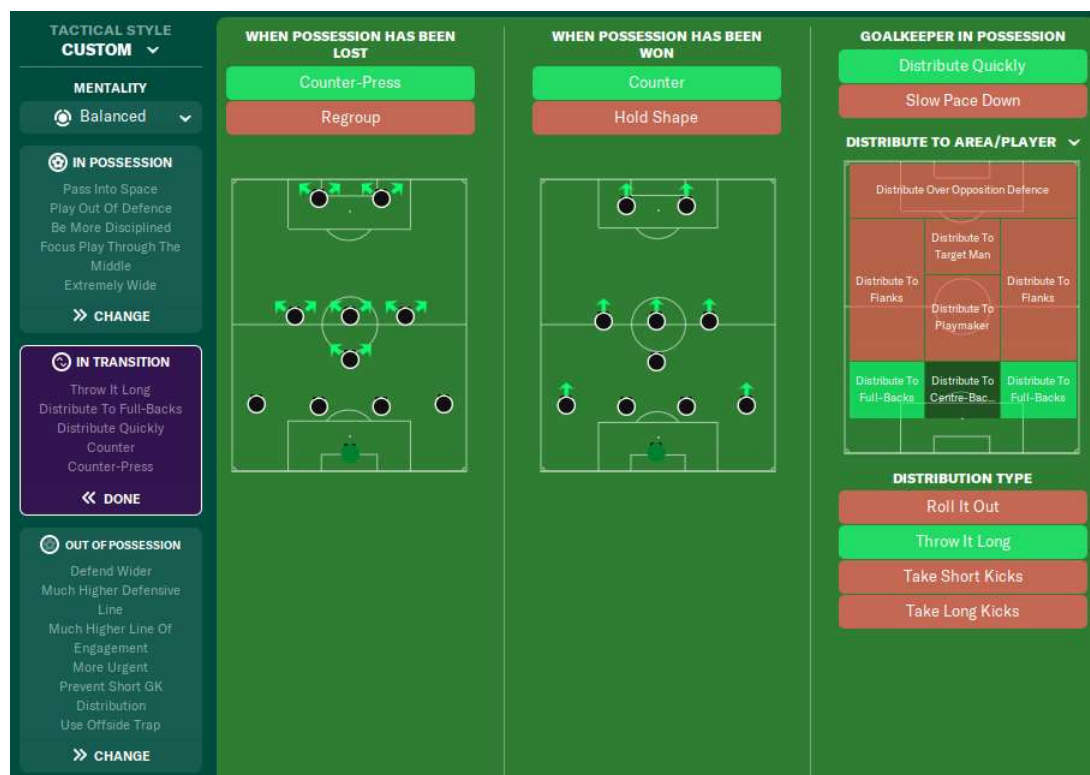 TACTICAL STYLE
CUSTOM
MENTALITY
Balanced
IN POSSESSION
Pass Into Space
Play Out Of Defence
Be More Disciplined
Focus Play Through The
Middle
Extremely Wide
CHANGE
IN TRANSITION
Throw It Long
Distribute To Full-Backs
Distribute Quickly
Counter
Counter-Press
DONE
OUT OF POSSESSION
Defend Wider
Much Higher Defensive
Line
Much Higher Line Of
Engagement
More Urgent
Prevent Short GK
Distribution
Use Offside Trap
CHANGE
WHEN POSSESSION HAS BEEN
LOST
Counter-Press
Regroup
WHEN POSSESSION HAS BEEN
WON
Counter
Hold Shape
GOALKEEPER IN POSSESSION
Distribute Quickly
Slow Pace Down
DISTRIBUTE TO AREA/PLAYER
Distribute Over Opposition Defence
Distribute To
Target Man
Distribute To
Flanks
Distribute To
Flanks
Distribute To
Playmaker
Distribute To
Full-Backs
Distribute To
Centre-Bac...
Distribute To
Full-Backs
DISTRIBUTION TYPE
Roll It Out
Throw It Long
Take Short Kicks
Take Long Kicks